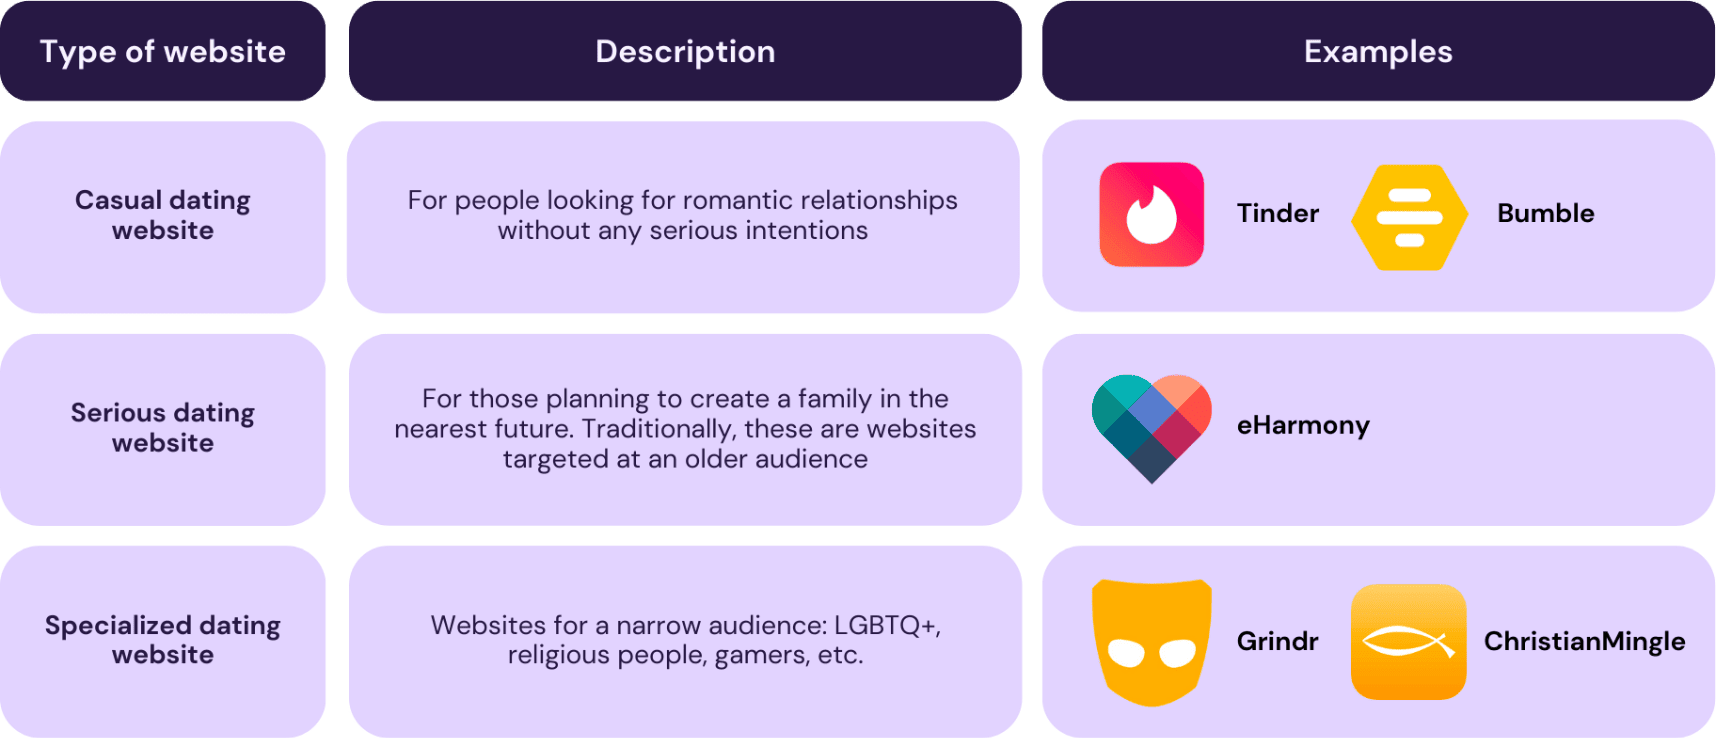 Type of website
Description
Examples
Casual dating
website
For people looking for romantic relationships
without any serious intentions
Tinder
Bumble
Serious dating
website
For those planning to create a family in the
nearest future. Traditionally, these are websites
targeted at an older audience
eHarmony
Specialized dating
website
Websites for a narrow audience: LGBTQ+,
religious people, gamers, etc.
Grindr
ChristianMingle